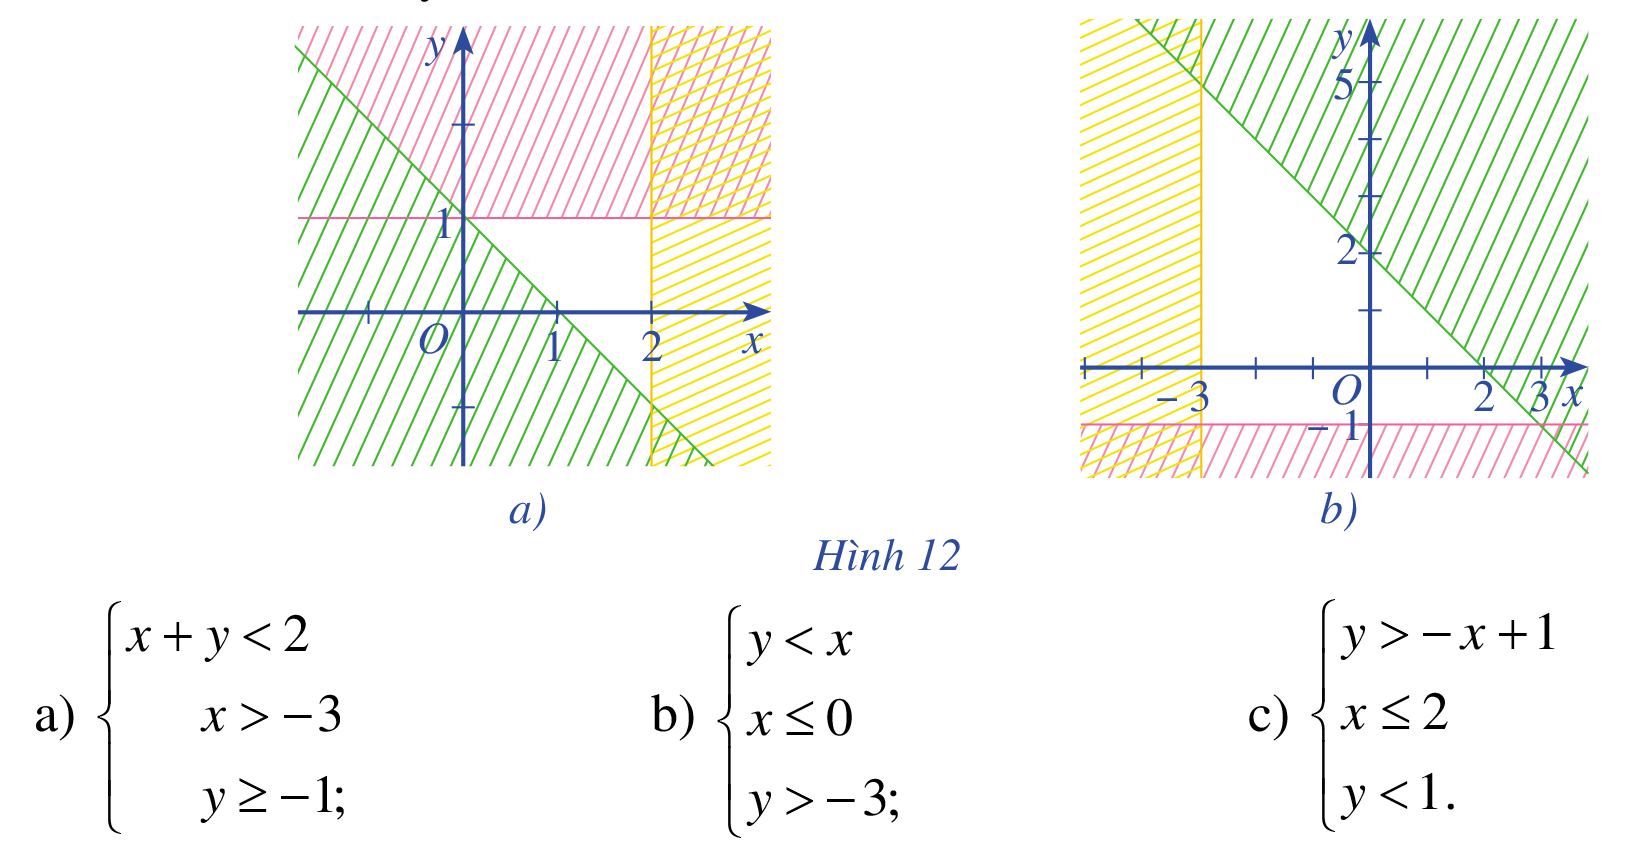 y
1
O
1
2
x
a)
y
5
2
– 3
O
2
3
x
– 1
b)
Hình 12
a) { x + y < 2
x > −3
y ≥ −1;
b) { y < x
x ≤ 0
y > −3;
c) { y > −x + 1
x ≤ 2
y < 1.